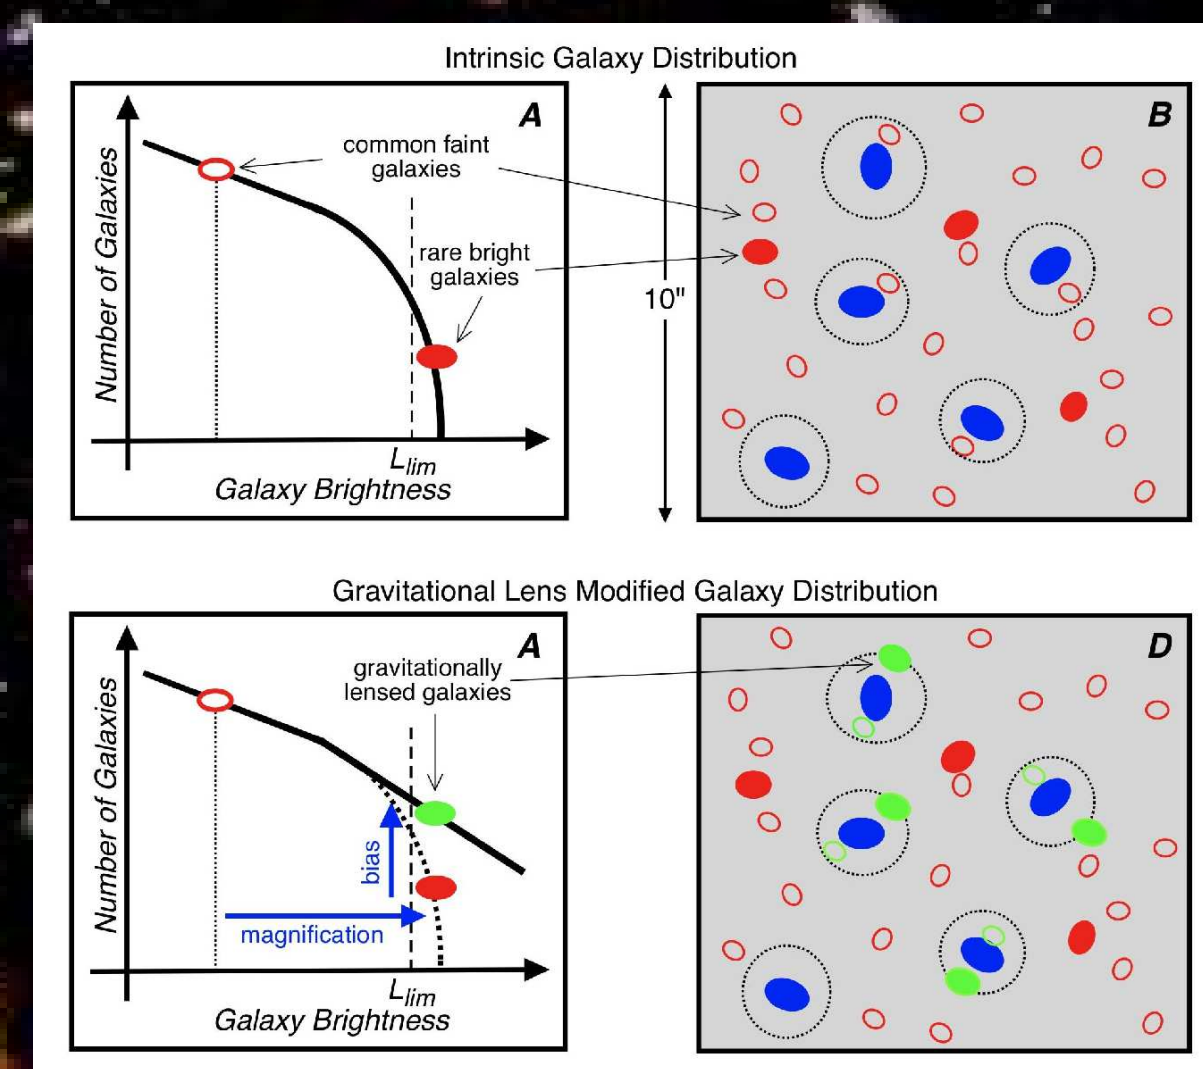 Intrinsic Galaxy Distribution
A
common faint
galaxies
rare bright
galaxies
Number of Galaxies
L_lim
Galaxy Brightness
10"
B
Gravitational Lens Modified Galaxy Distribution
A
gravitationally
lensed galaxies
Number of Galaxies
bias
magnification
L_lim
Galaxy Brightness
D